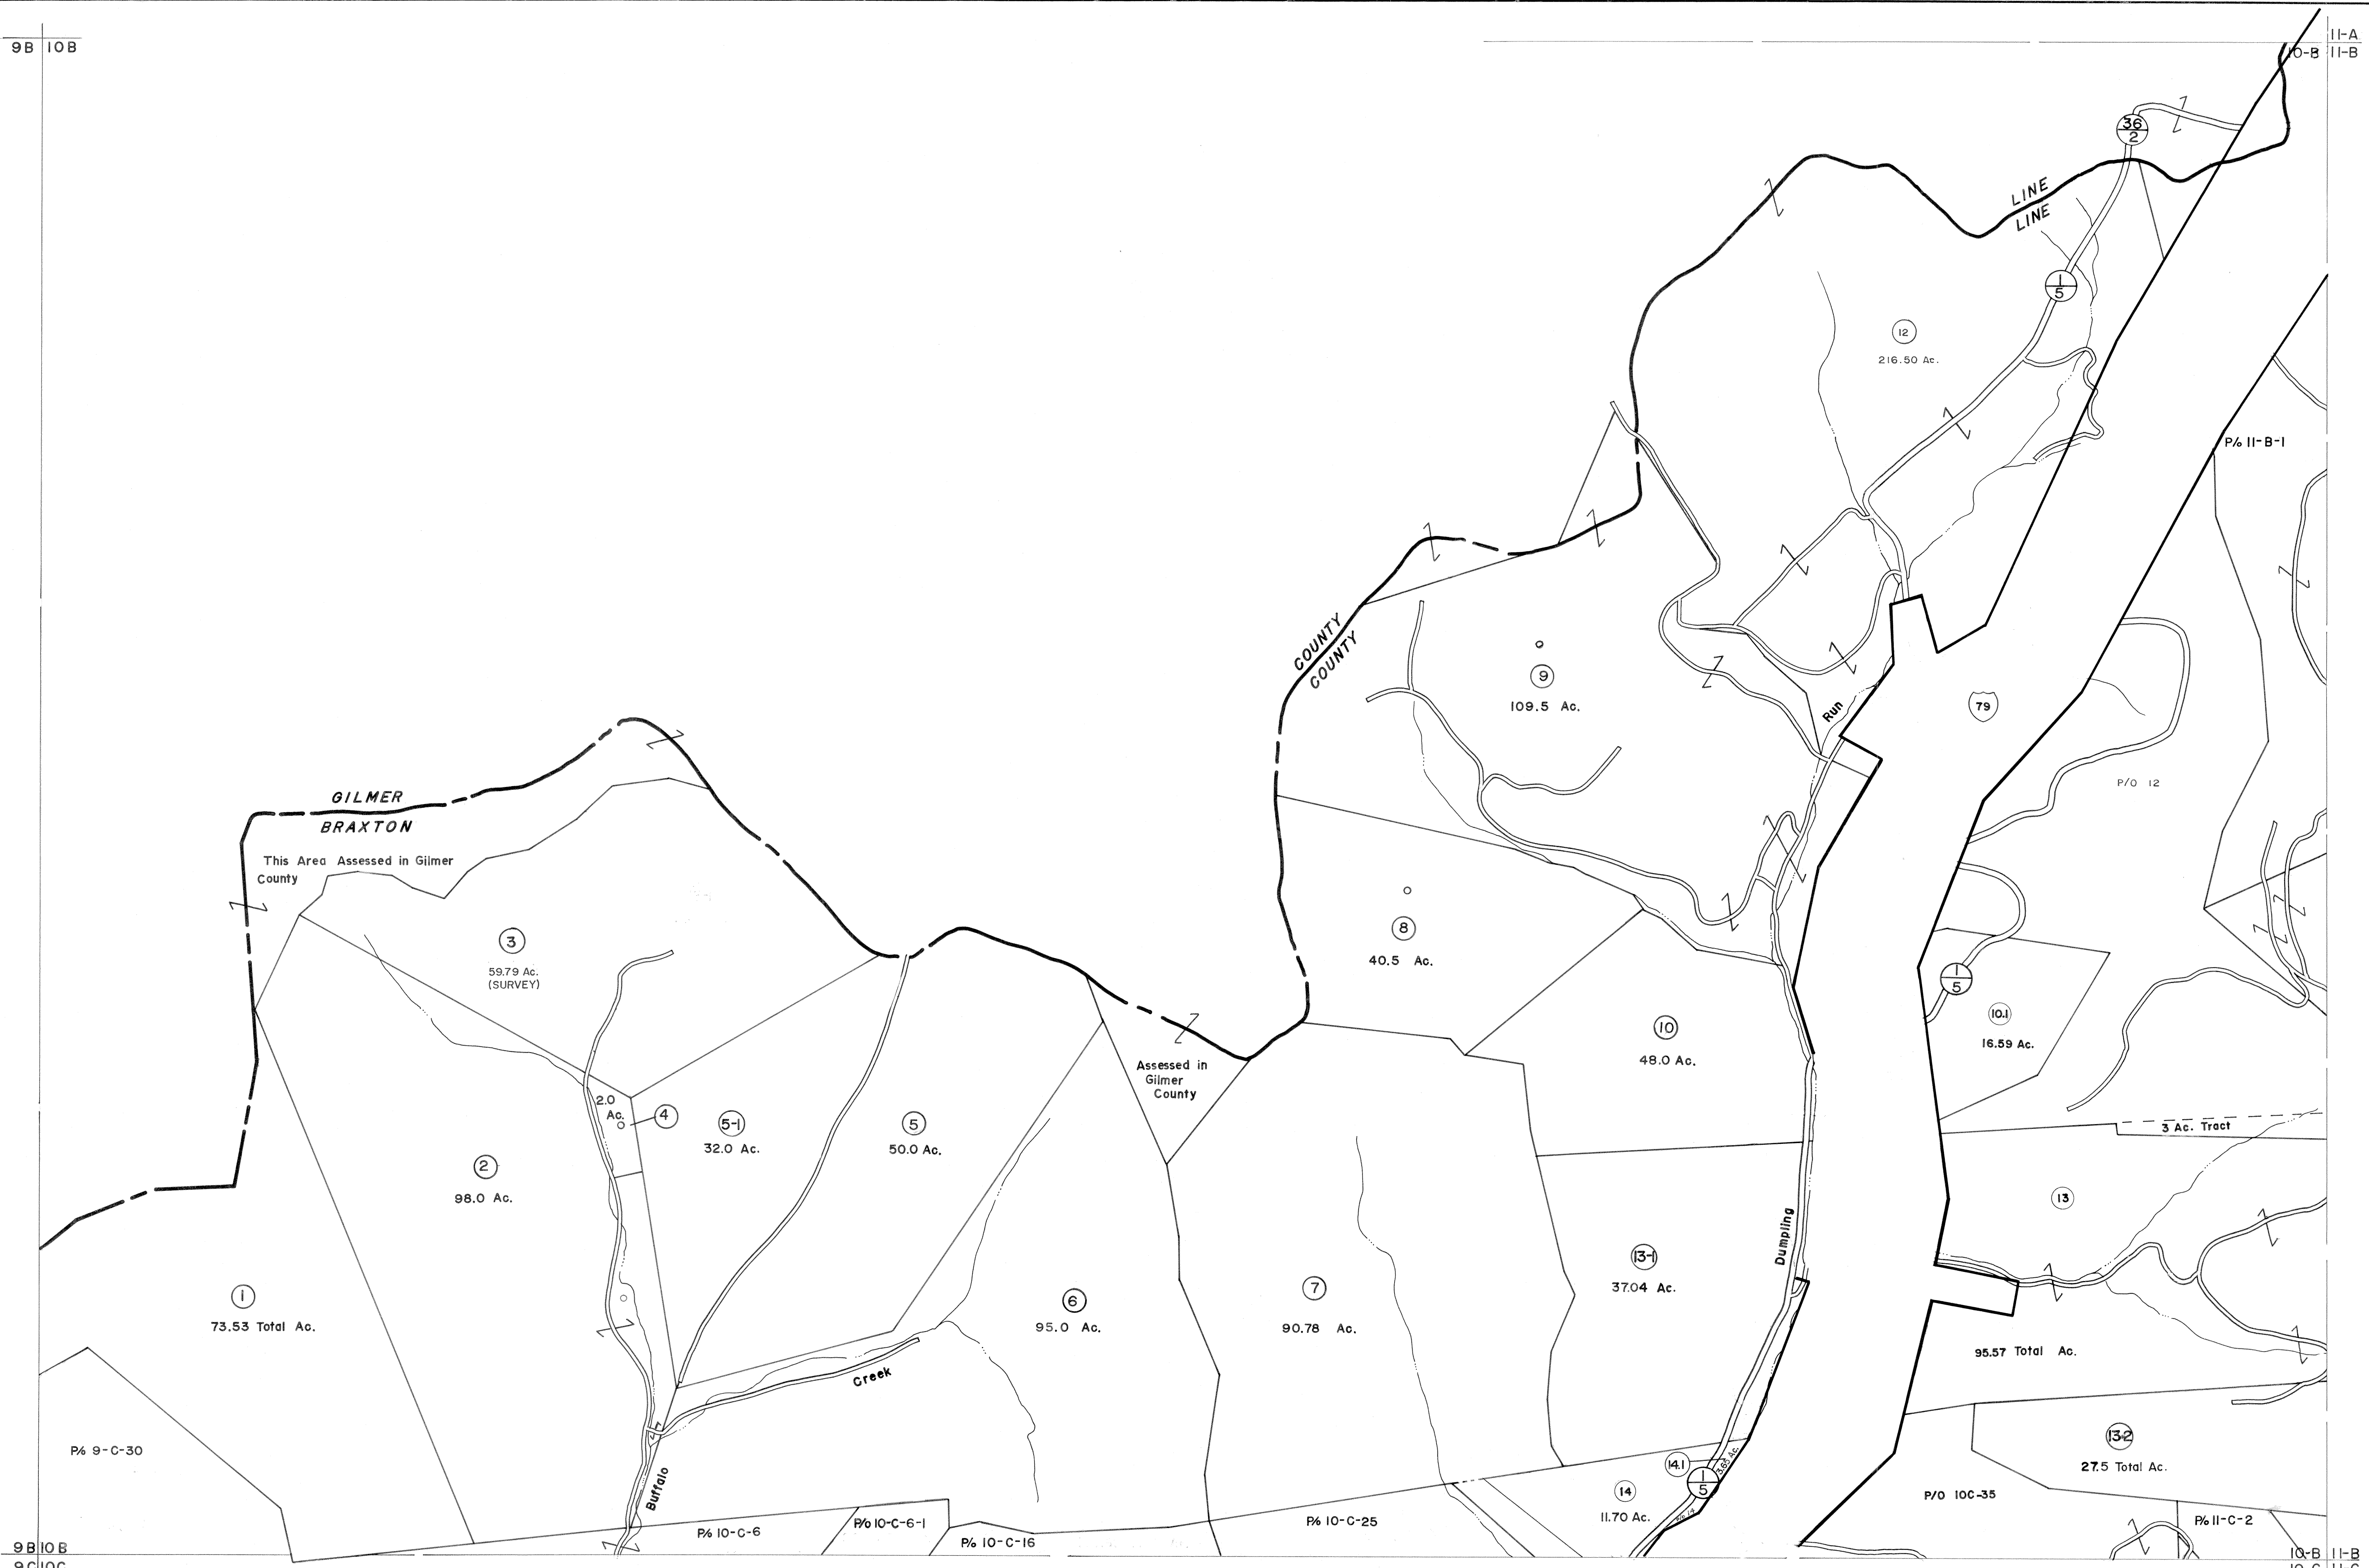 9B 10B
11-A
10-B 11-B
36
2
LINE
LINE
1
5
12
216.50 Ac.
P/o 11-B-1
COUNTY
COUNTY
9
109.5 Ac.
Run
79
P/O 12
GILMER
BRAXTON
This Area Assessed in Gilmer
County
3
59.79 Ac.
(SURVEY)
8
40.5 Ac.
1
5
10.1
16.59 Ac.
10
48.0 Ac.
Assessed in
Gilmer
County
2.0
Ac.
4
5-1
32.0 Ac.
5
50.0 Ac.
3 Ac. Tract
2
98.0 Ac.
13
Dumpling
13-1
37.04 Ac.
1
73.53 Total Ac.
6
95.0 Ac.
7
90.78 Ac.
95.57 Total Ac.
Creek
P/o 9-C-30
13-2
27.5 Total Ac.
Buffalo
14.1
3.65 Ac.
1
5
14
11.70 Ac.
P/O 10C-35
P/o 10-C-6
P/o 10-C-6-1
P/o 10-C-16
P/o 10-C-25
P/o 11-C-2
9B 10B
9C 10C
10-B 11-B
10-C 11-C